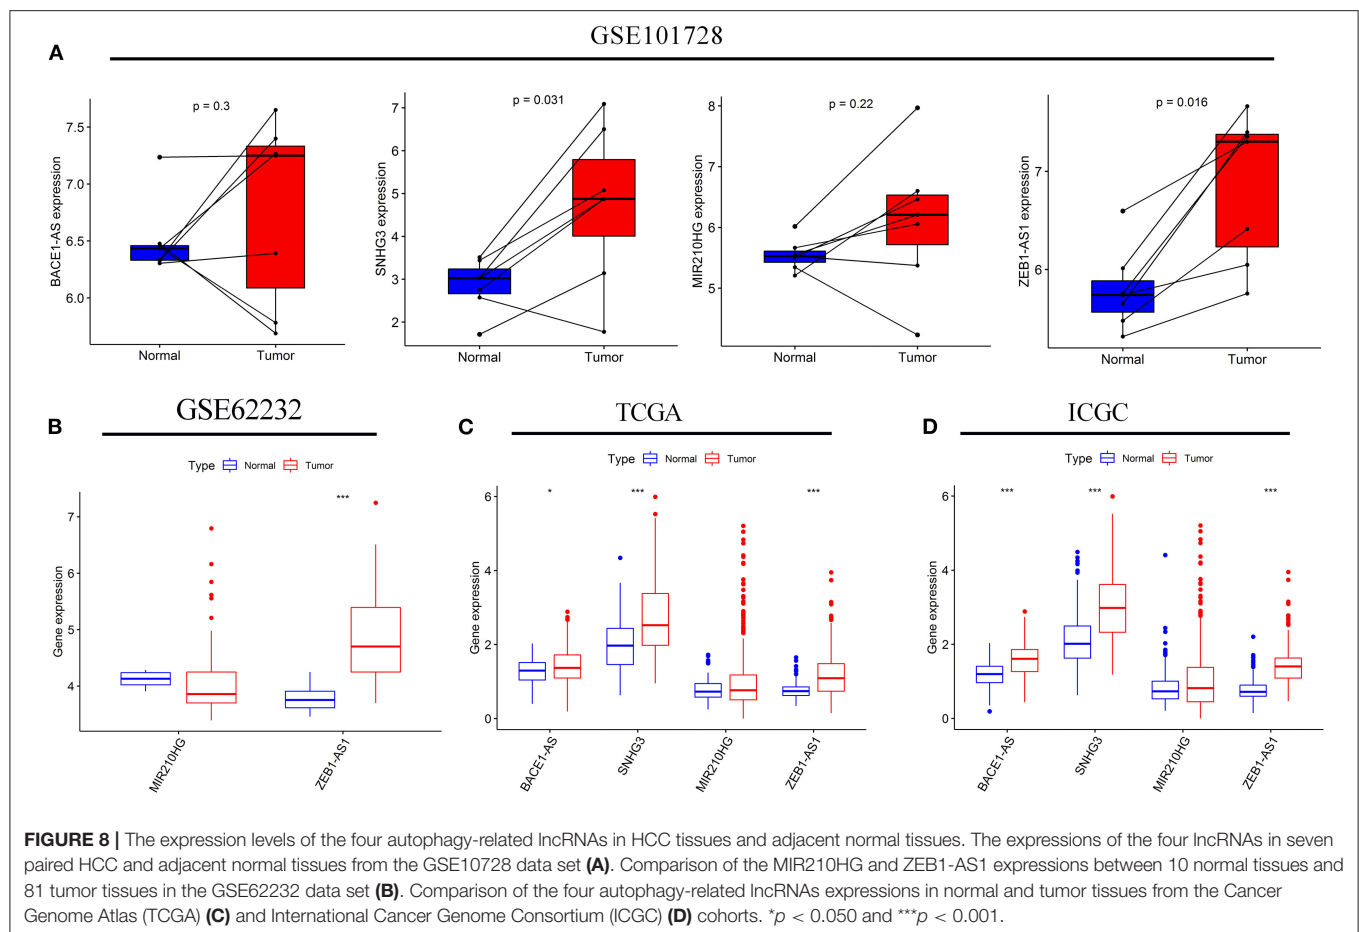 A
GSE101728
p = 0.3
BACE1-AS expression
7.5
7.0
6.5
6.0
Normal
Tumor
p = 0.031
SNHG3 expression
7
6
5
4
3
2
Normal
Tumor
p = 0.22
MIR210HG expression
8
7
6
5
Normal
Tumor
p = 0.016
ZEB1-AS1 expression
7
6
Normal
Tumor
B
GSE62232
Type Normal Tumor
Gene expression
7
6
5
4
***
MIR210HG
ZEB1-AS1
C
TCGA
Type Normal Tumor
Gene expression
6
4
2
0
*
***
***
BACE1-AS
SNHG3
MIR210HG
ZEB1-AS1
D
ICGC
Type Normal Tumor
Gene expression
6
4
2
0
***
***
***
BACE1-AS
SNHG3
MIR210HG
ZEB1-AS1
FIGURE 8 | The expression levels of the four autophagy-related lncRNAs in HCC tissues and adjacent normal tissues. The expressions of the four lncRNAs in seven
paired HCC and adjacent normal tissues from the GSE10728 data set (A). Comparison of the MIR210HG and ZEB1-AS1 expressions between 10 normal tissues and
81 tumor tissues in the GSE62232 data set (B). Comparison of the four autophagy-related lncRNAs expressions in normal and tumor tissues from the Cancer
Genome Atlas (TCGA) (C) and International Cancer Genome Consortium (ICGC) (D) cohorts. *p < 0.050 and ***p < 0.001.